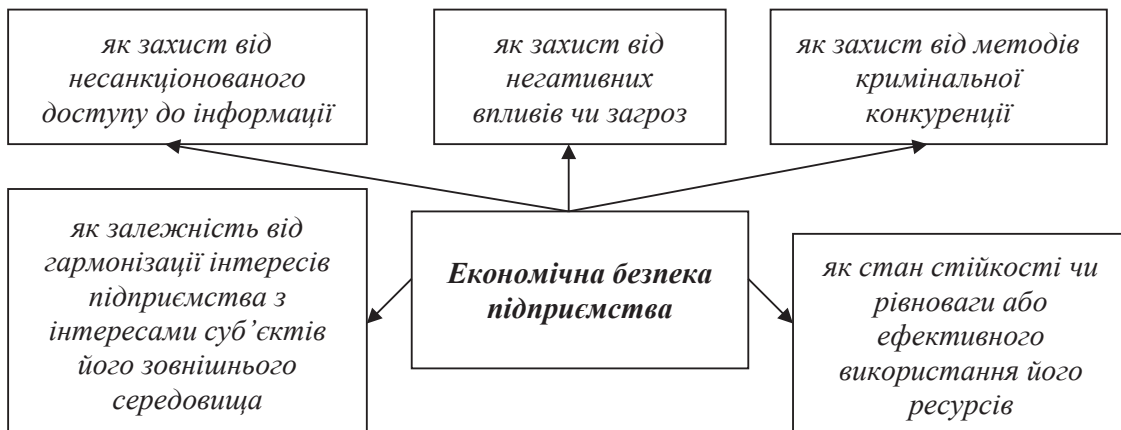 як захист від
несанкціонованого
доступу до інформації
як захист від
негативних
впливів чи загроз
як захист від методів
кримінальної
конкуренції
як залежність від
гармонізації інтересів
підприємства з
інтересами суб’єктів
його зовнішнього
середовища
Економічна безпека
підприємства
як стан стійкості чи
рівноваги або
ефективного
використання його
ресурсів